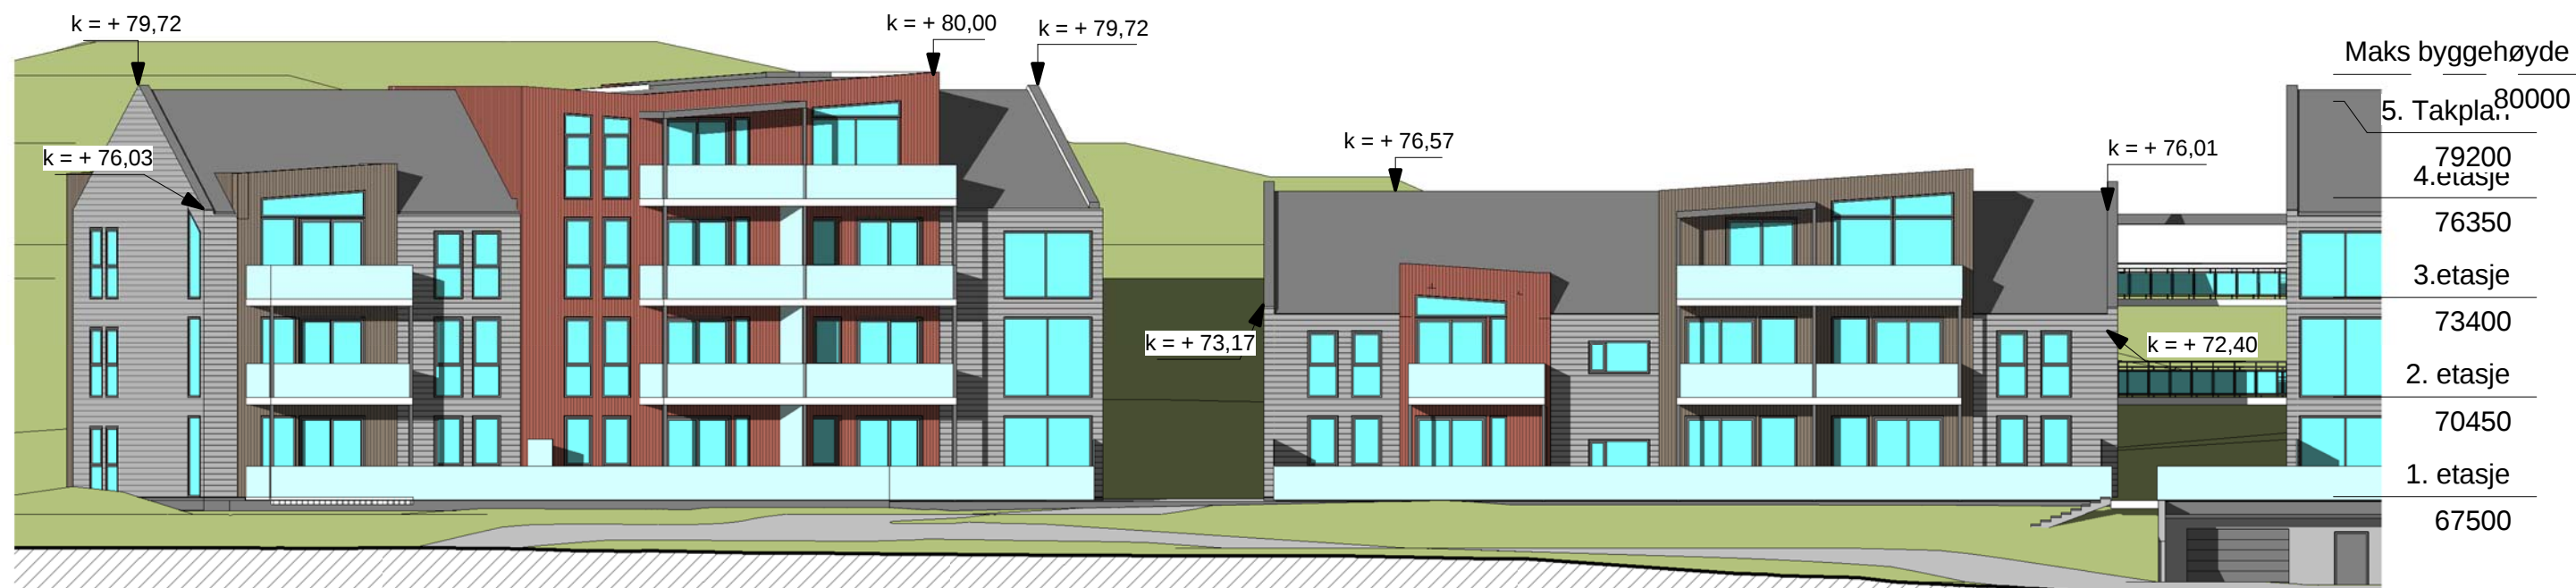 k = + 79,72
k = + 80,00
k = + 79,72
Maks byggehøyde
80000
5. Takplan
k = + 76,03
k = + 76,57
k = + 76,01
79200
4.etasje
76350
3.etasje
k = + 73,17
k = + 72,40
73400
2. etasje
70450
1. etasje
67500